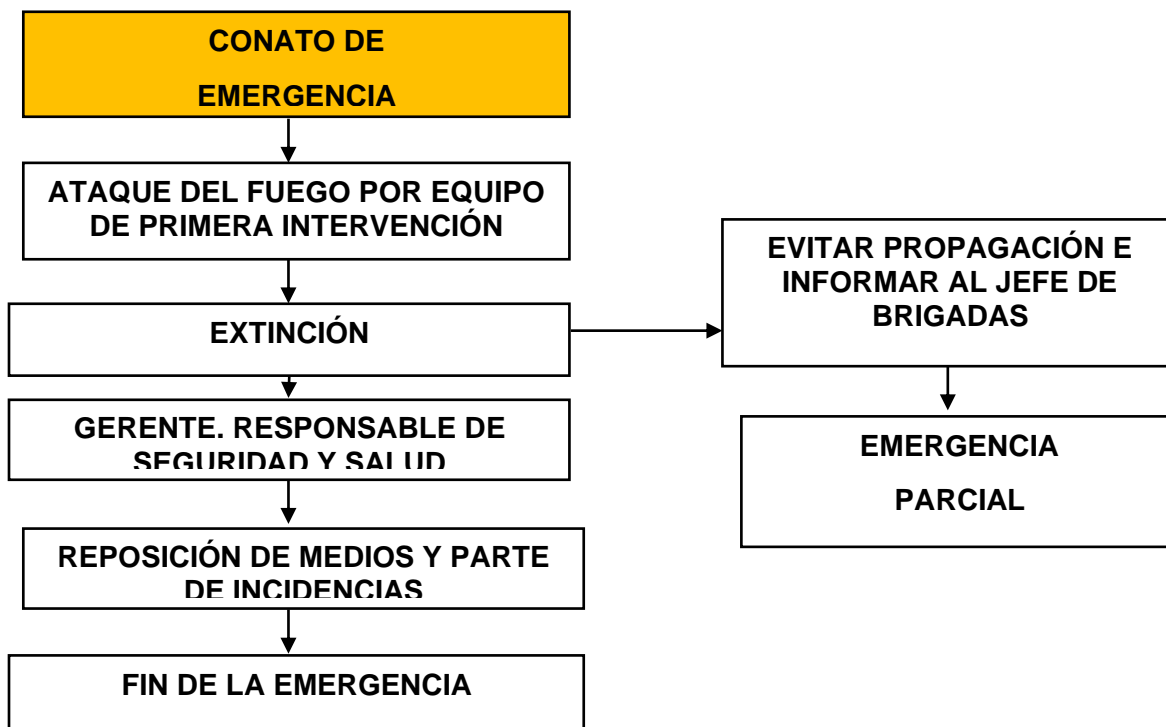 CONATO DE
EMERGENCIA
ATAQUE DEL FUEGO POR EQUIPO
DE PRIMERA INTERVENCIÓN
EXTINCIÓN
GERENTE. RESPONSABLE DE
SEGURIDAD Y SALUD
REPOSICIÓN DE MEDIOS Y PARTE
DE INCIDENCIAS
FIN DE LA EMERGENCIA
EVITAR PROPAGACIÓN E
INFORMAR AL JEFE DE
BRIGADAS
EMERGENCIA
PARCIAL